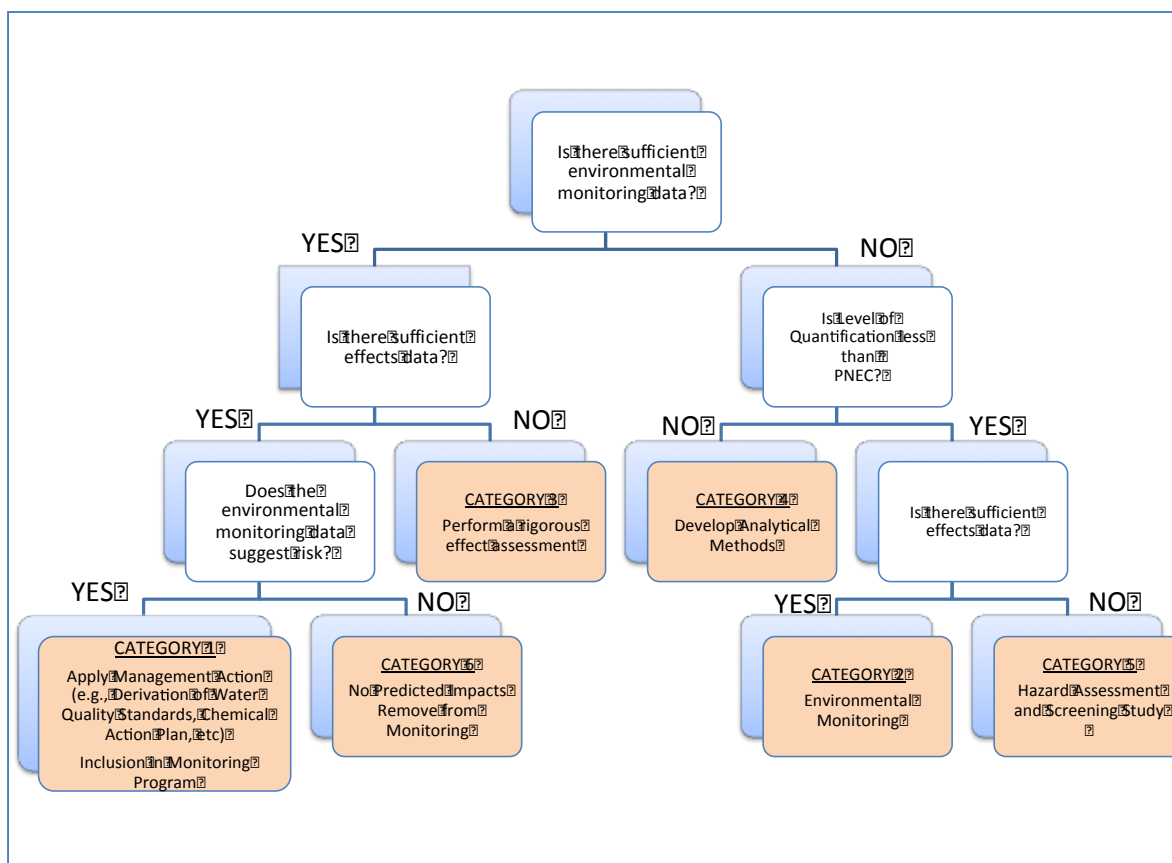 Is there sufficient
environmental
monitoring data?
YES
NO
Is there sufficient
effects data?
Is Level of
Quantification less
than
PNEC?
YES
NO
NO
YES
Does the
environmental
monitoring data
suggest risk?
CATEGORY 3
Perform a rigorous
effect assessment
CATEGORY 4
Develop Analytical
Methods
Is there sufficient
effects data?
YES
NO
YES
NO
CATEGORY 1
Apply Management Action
(e.g., Derivation of Water
Quality Standards, Chemical
Action Plan, etc)
Inclusion in Monitoring
Program
CATEGORY 6
No Predicted Impacts
Remove from
Monitoring
CATEGORY 2
Environmental
Monitoring
CATEGORY 5
Hazard Assessment
and Screening Study